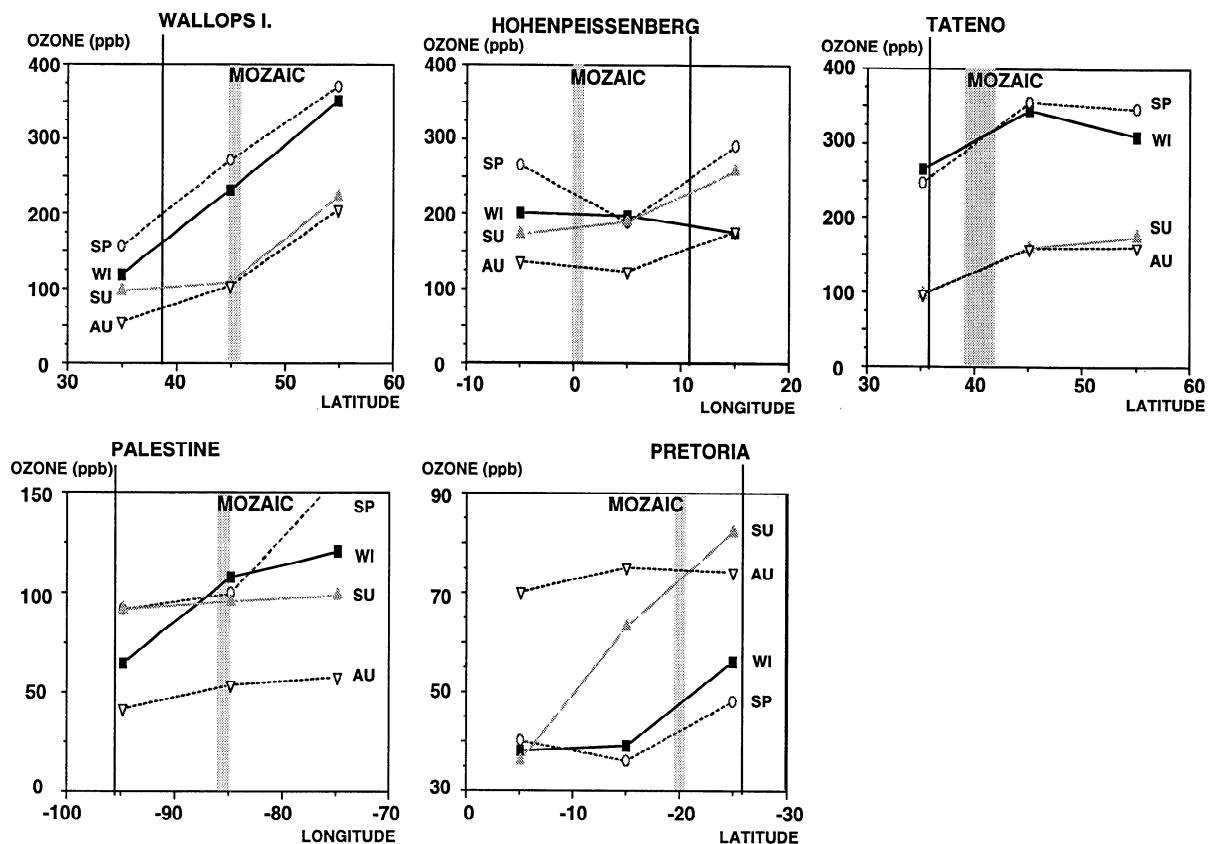 WALLOPS I.
OZONE (ppb)
MOZAIC
400
300
200
100
0
SP
WI
SU
AU
30 40 50 60
LATITUDE
HOHENPEISSENBERG
OZONE (ppb)
MOZAIC
400
300
200
100
0
SP
WI
SU
AU
-10 0 10 20
LONGITUDE
TATENO
OZONE (ppb)
MOZAIC
400
300
200
100
0
SP
WI
SU
AU
30 40 50 60
LATITUDE
PALESTINE
OZONE (ppb)
MOZAIC
150
100
50
0
SP
WI
SU
AU
-100 -90 -80 -70
LONGITUDE
PRETORIA
OZONE (ppb)
MOZAIC
90
70
50
30
SU
AU
WI
SP
0 -10 -20 -30
LATITUDE